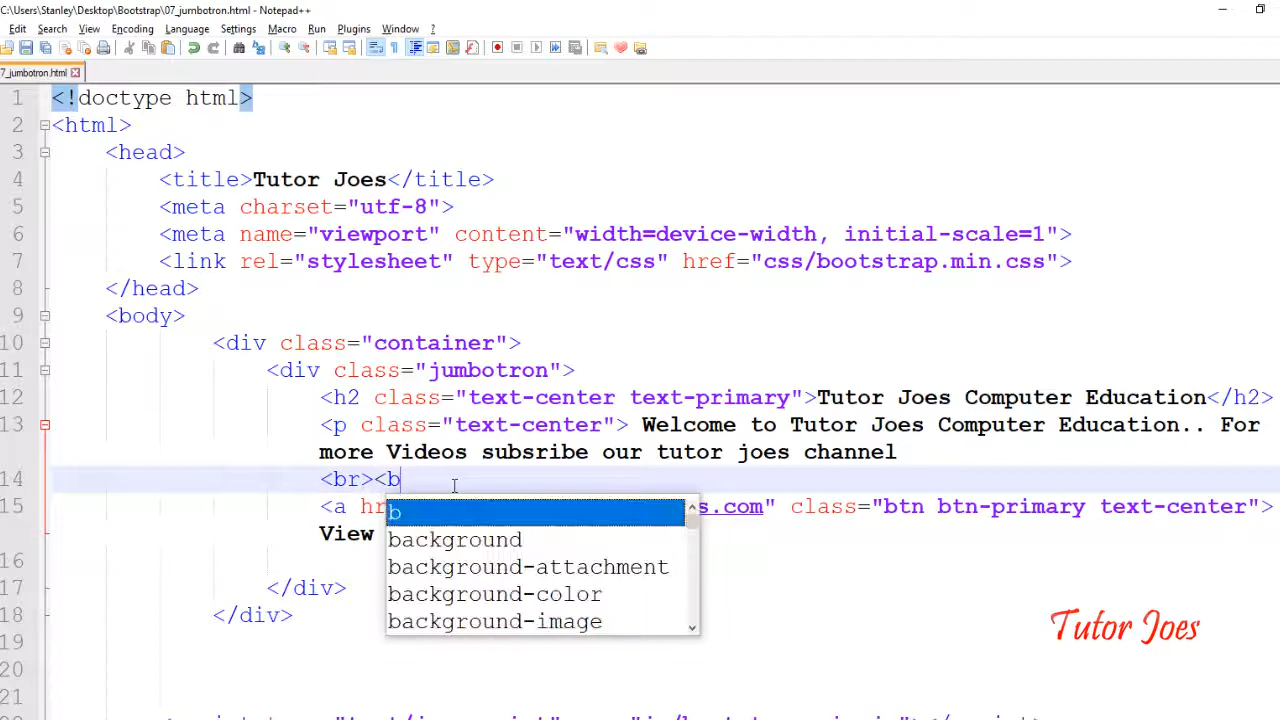 C:\Users\Stanley\Desktop\Bootstrap\07_jumbotron.html - Notepad++
Edit Search View Encoding Language Settings Macro Run Plugins Window ?
7_jumbotron.html
1 <!doctype html>
2 <html>
3 <head>
4 <title>Tutor Joes</title>
5 <meta charset="utf-8">
6 <meta name="viewport" content="width=device-width, initial-scale=1">
7 <link rel="stylesheet" type="text/css" href="css/bootstrap.min.css">
8 </head>
9 <body>
10 <div class="container">
11 <div class="jumbotron">
12 <h2 class="text-center text-primary">Tutor Joes Computer Education</h2>
13 <p class="text-center"> Welcome to Tutor Joes Computer Education.. For
more Videos subsribe our tutor joes channel
14 <br><b
b
15 <a hr s.com" class="btn btn-primary text-center">
View
background
background-attachment
background-color
background-image
16
17 </div>
18 </div>
19
20
21
Tutor Joes